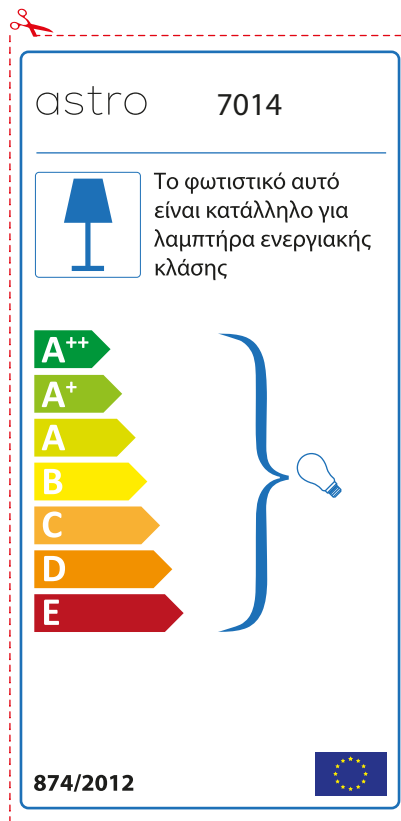 astro 7014
Το φωτιστικό αυτό
είναι κατάλληλο για
λαμπτήρα ενεργιακής
κλάσης
A++
A+
A
B
C
D
E
874/2012